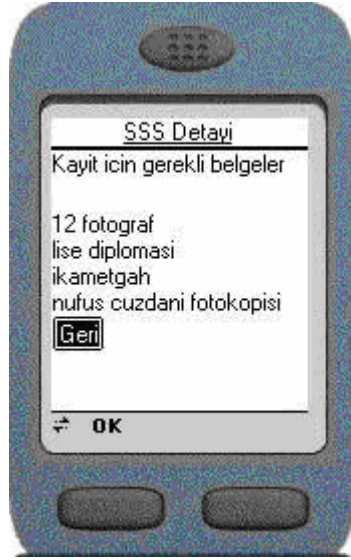 SSS Detayi
Kayit icin gerekli belgeler
12 fotograf
lise diplomasi
ikametgah
nufus cuzdani fotokopisi
Geri
OK